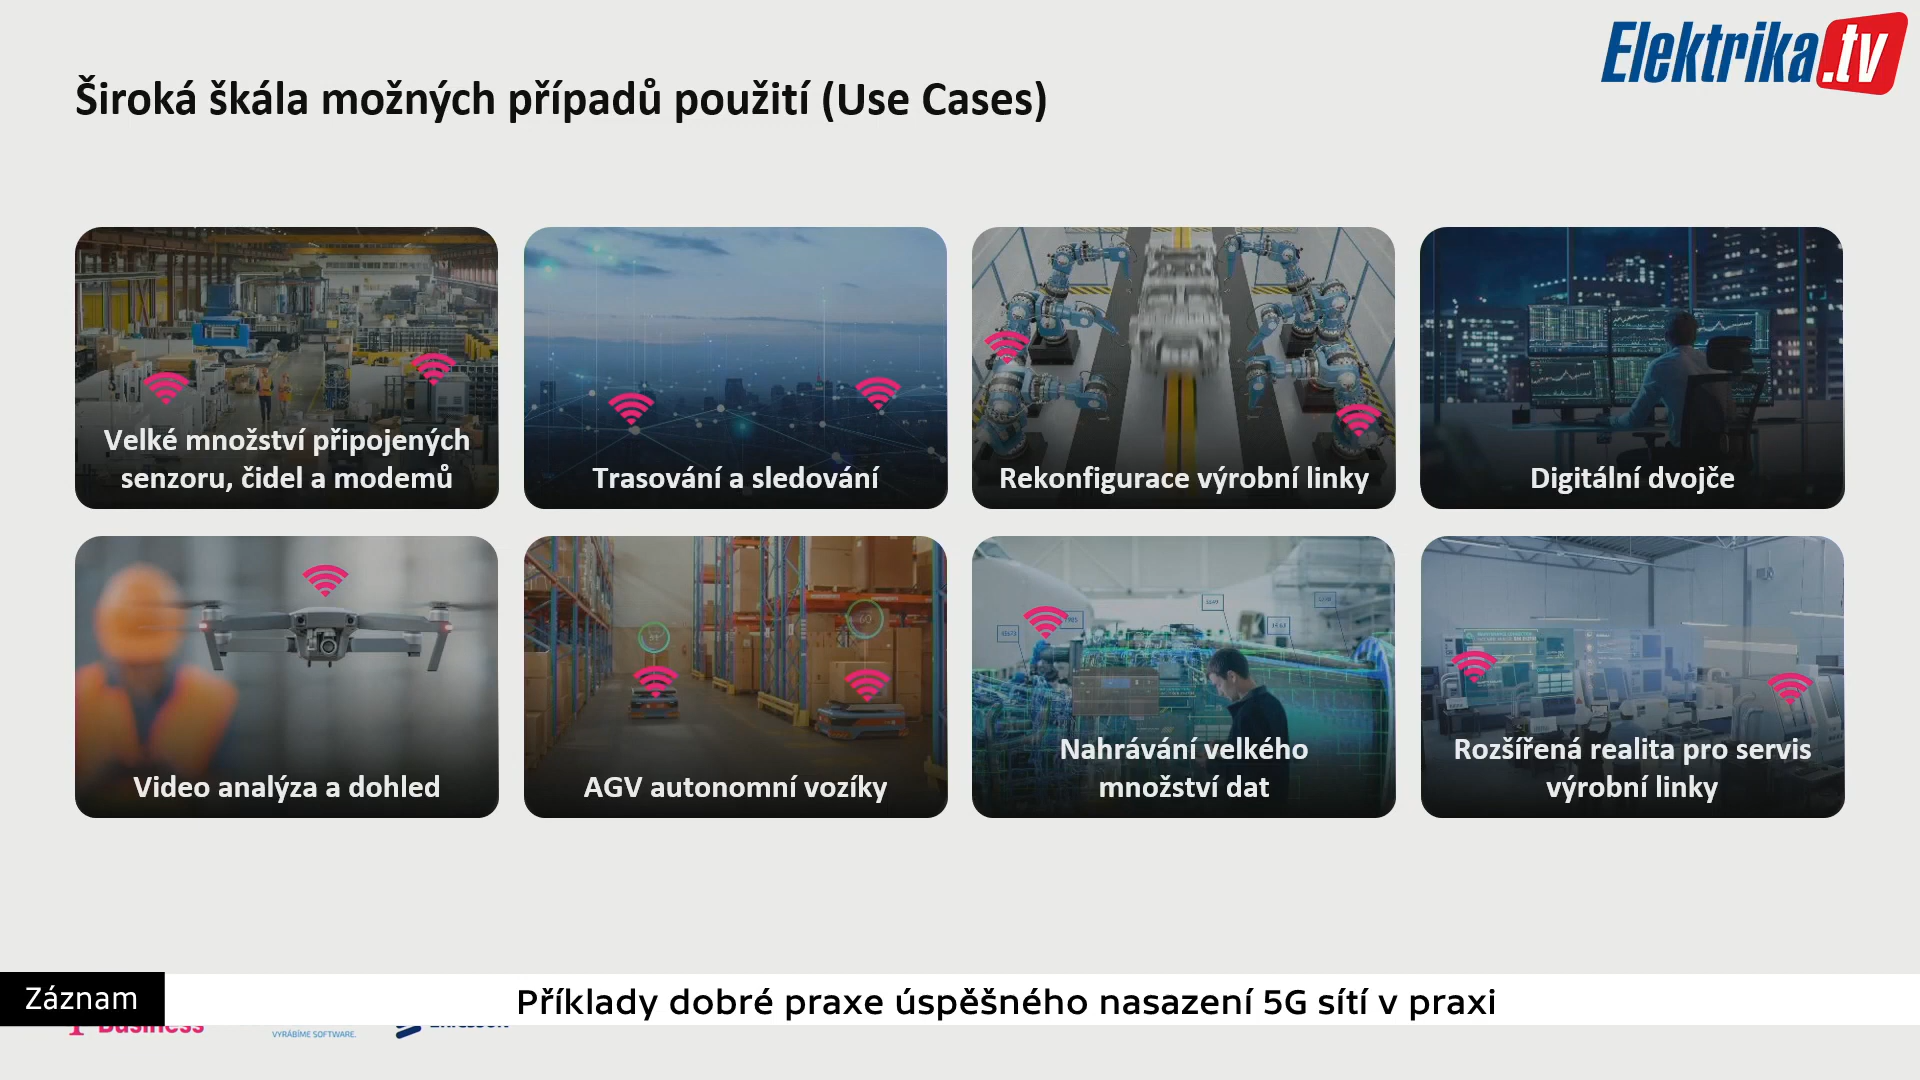 Elektrika.tv
Široká škála možných případů použití (Use Cases)
Velké množství připojených
senzoru, čidel a modemů
Trasování a sledování
Rekonfigurace výrobní linky
Digitální dvojče
Video analýza a dohled
AGV autonomní vozíky
Nahrávání velkého
množství dat
Rozšířená realita pro servis
výrobní linky
Záznam
Příklady dobré praxe úspěšného nasazení 5G sítí v praxi
Business
VYRÁBÍME SOFTWARE.